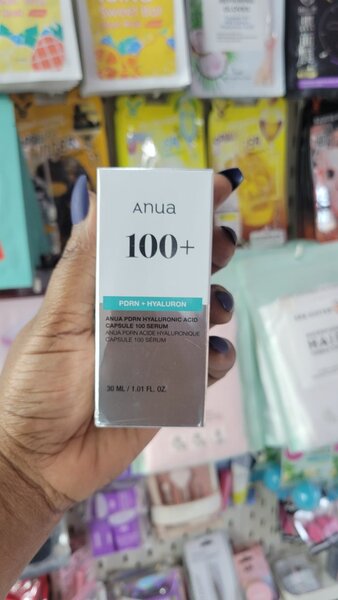 Anua
100+
PDRN + HYALURON
ANUA PDRN HYALURONIC ACID
CAPSULE 100 SERUM
ANUA PDRN ACIDE HYALURONIQUE
CAPSULE 100 SÉRUM
30 ML / 1.01 FL. OZ.